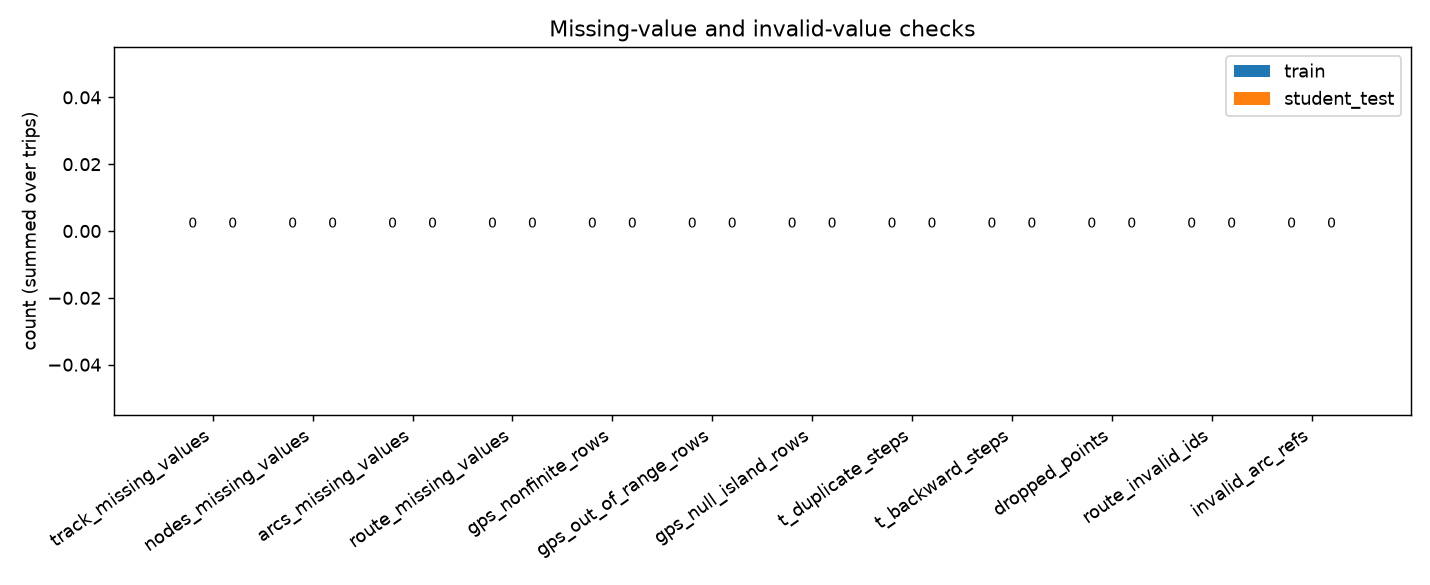 Missing-value and invalid-value checks
train
student_test
count (summed over trips)
0.04
0.02
0.00
−0.02
−0.04
0 0 0 0 0 0 0 0 0 0 0 0 0 0 0 0 0 0 0 0 0 0 0 0
track_missing_values
nodes_missing_values
arcs_missing_values
route_missing_values
gps_nonfinite_rows
gps_out_of_range_rows
gps_null_island_rows
t_duplicate_steps
t_backward_steps
dropped_points
route_invalid_ids
invalid_arc_refs